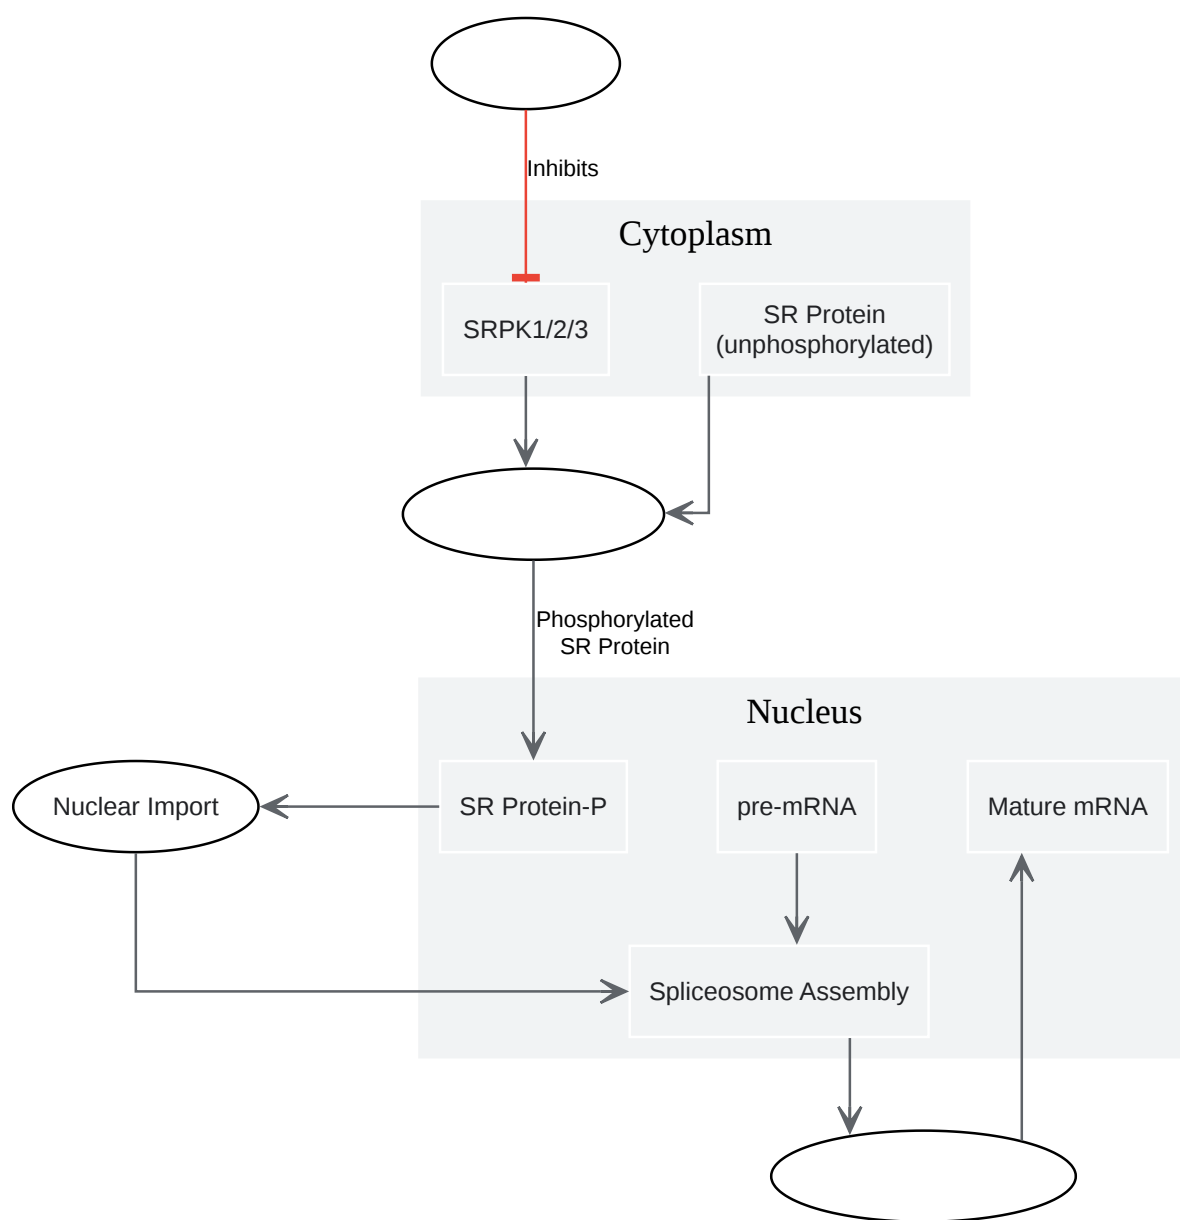 Inhibits
Cytoplasm
SRPK1/2/3
SR Protein
(unphosphorylated)
Phosphorylated
SR Protein
Nucleus
Nuclear Import
SR Protein-P
pre-mRNA
Mature mRNA
Spliceosome Assembly